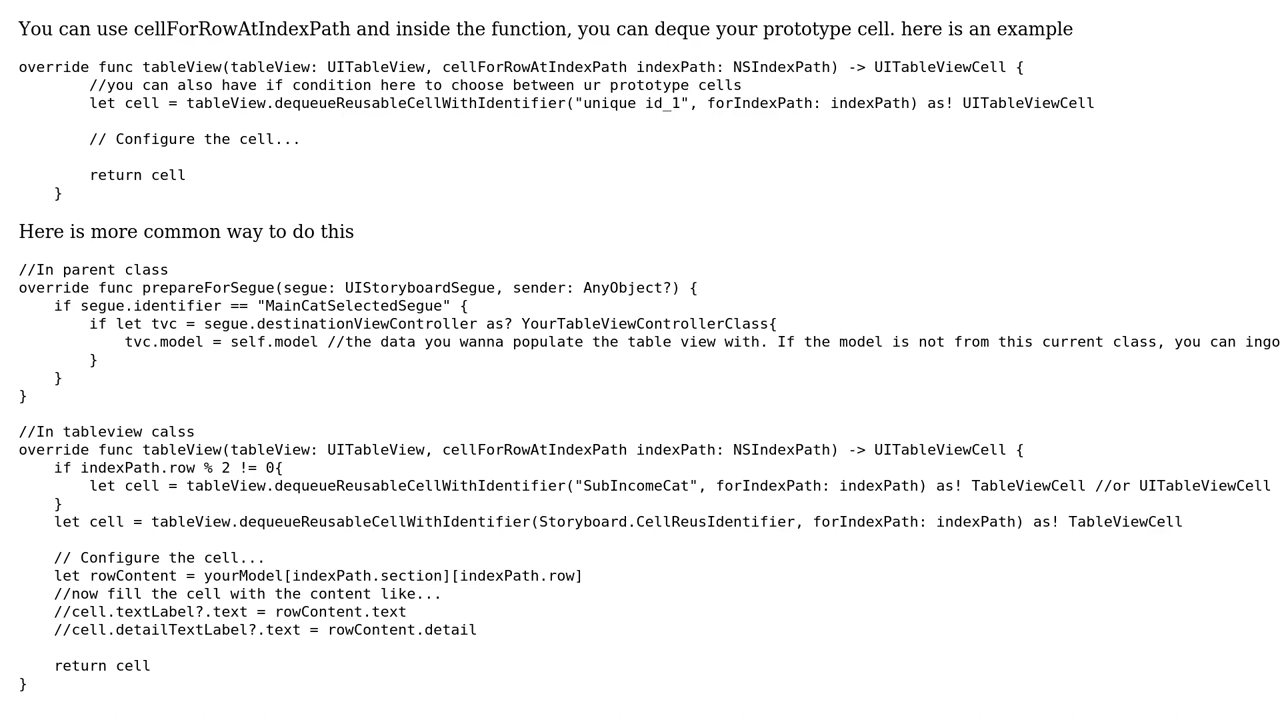 You can use cellForRowAtIndexPath and inside the function, you can deque your prototype cell. here is an example
override func tableView(tableView: UITableView, cellForRowAtIndexPath indexPath: NSIndexPath) -> UITableViewCell {
        //you can also have if condition here to choose between ur prototype cells
        let cell = tableView.dequeueReusableCellWithIdentifier("unique id_1", forIndexPath: indexPath) as! UITableViewCell

        // Configure the cell...

        return cell
    }
Here is more common way to do this
//In parent class
override func prepareForSegue(segue: UIStoryboardSegue, sender: AnyObject?) {
    if segue.identifier == "MainCatSelectedSegue" {
        if let tvc = segue.destinationViewController as? YourTableViewControllerClass{
            tvc.model = self.model //the data you wanna populate the table view with. If the model is not from this current class, you can ingo
        }
    }
}

//In tableview calss
override func tableView(tableView: UITableView, cellForRowAtIndexPath indexPath: NSIndexPath) -> UITableViewCell {
    if indexPath.row % 2 != 0{
        let cell = tableView.dequeueReusableCellWithIdentifier("SubIncomeCat", forIndexPath: indexPath) as! TableViewCell //or UITableViewCell
    }
    let cell = tableView.dequeueReusableCellWithIdentifier(Storyboard.CellReusIdentifier, forIndexPath: indexPath) as! TableViewCell

    // Configure the cell...
    let rowContent = yourModel[indexPath.section][indexPath.row]
    //now fill the cell with the content like...
    //cell.textLabel?.text = rowContent.text
    //cell.detailTextLabel?.text = rowContent.detail

    return cell
}